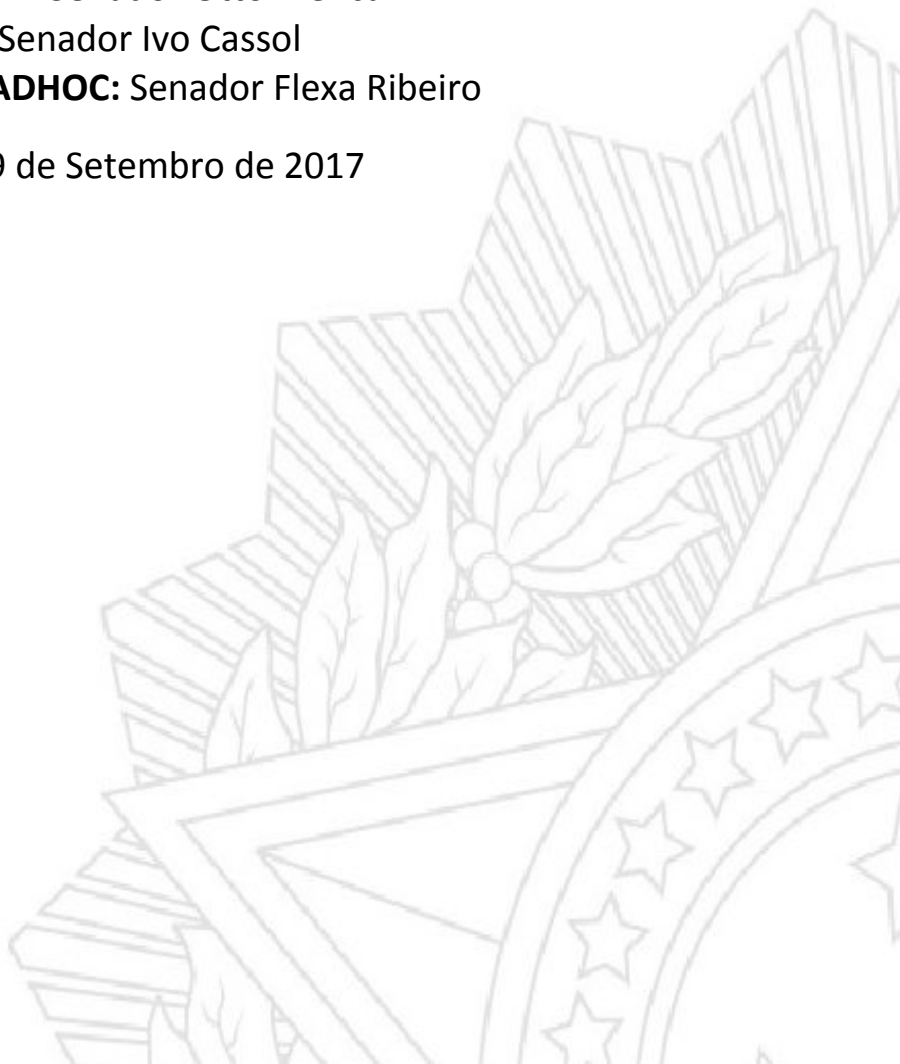 Senador Ivo Cassol
ADHOC: Senador Flexa Ribeiro
9 de Setembro de 2017